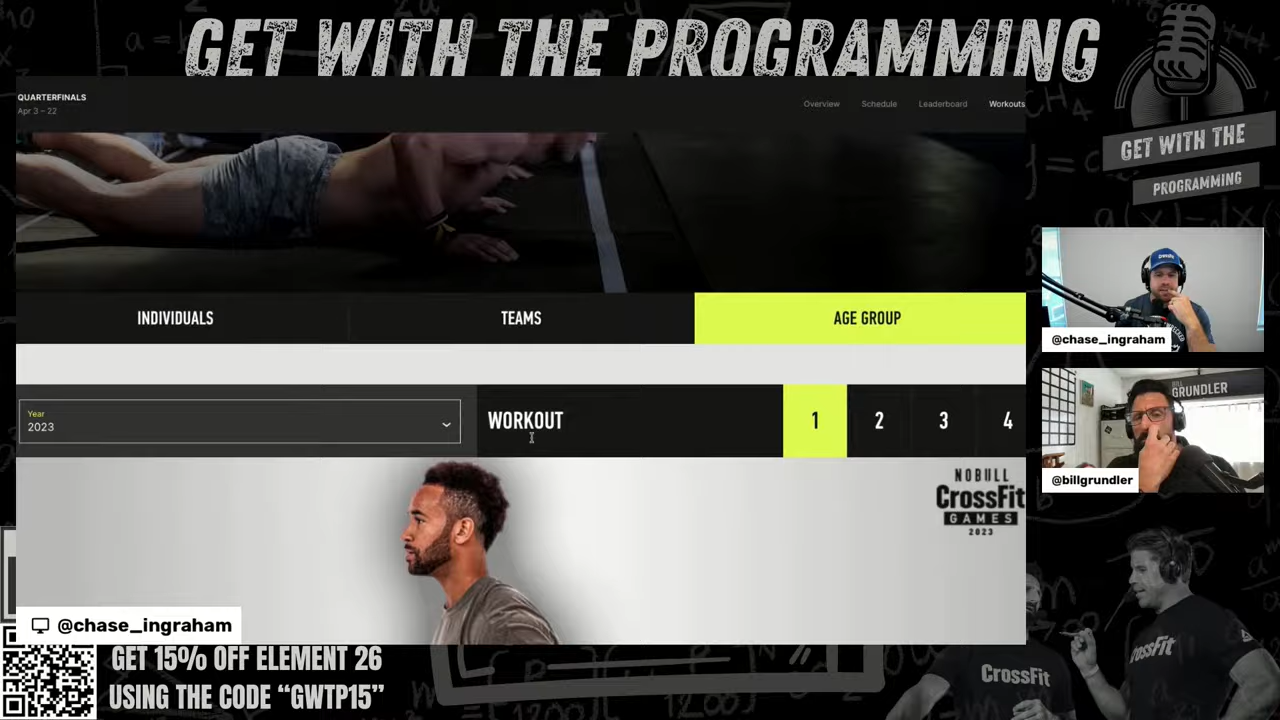 GET WITH THE PROGRAMMING
QUARTERFINALS
Apr 3 – 22
Overview
Schedule
Leaderboard
Workouts
GET WITH THE
PROGRAMMING
INDIVIDUALS
TEAMS
AGE GROUP
@chase_ingraham
Year
2023
WORKOUT
1
2
3
4
BILL
GRUNDLER
@billgrundler
NOBULL
CrossFit
GAMES
2023
@chase_ingraham
GET 15% OFF ELEMENT 26
USING THE CODE “GWTP15”
CrossFit
CrossFit